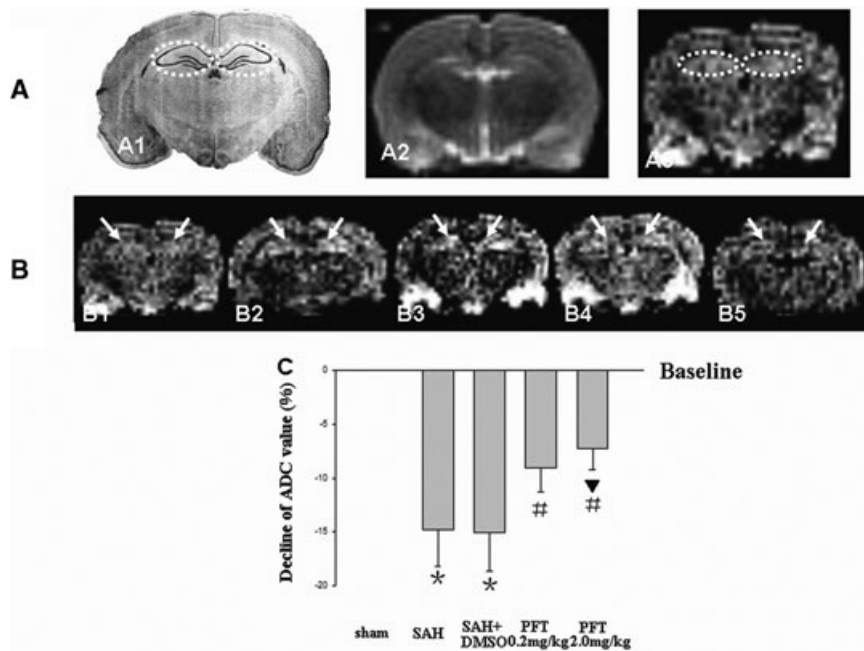 A
A1
A2
A3
B
B1
B2
B3
B4
B5
C
Baseline
Decline of ADC value (%)
0
-5
-10
-15
-20
#
▼
#
*
*
sham
SAH
SAH+
DMSO
PFT
0.2mg/kg
PFT
2.0mg/kg